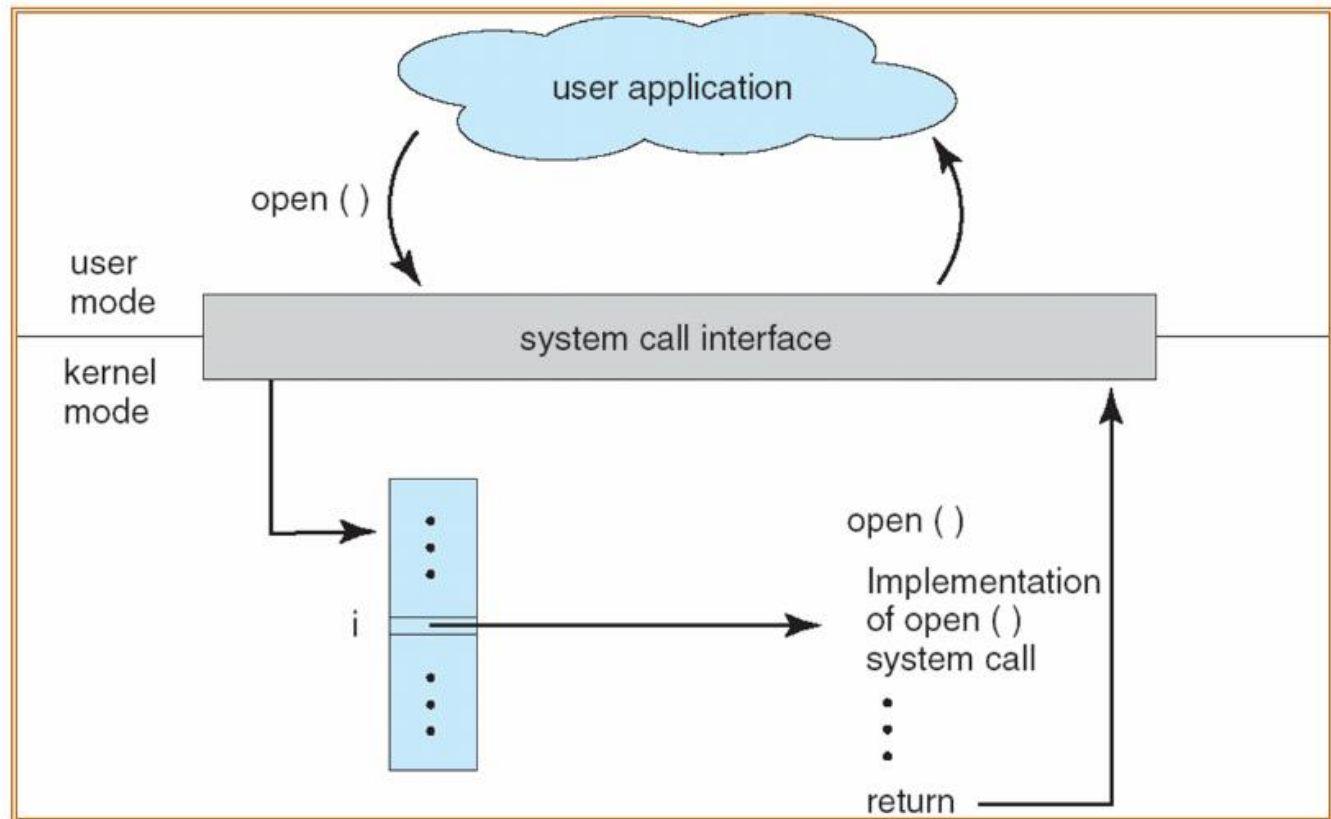 user application
open ( )
user
mode
system call interface
kernel
mode
open ( )
i
Implementation
of open ( )
system call
return